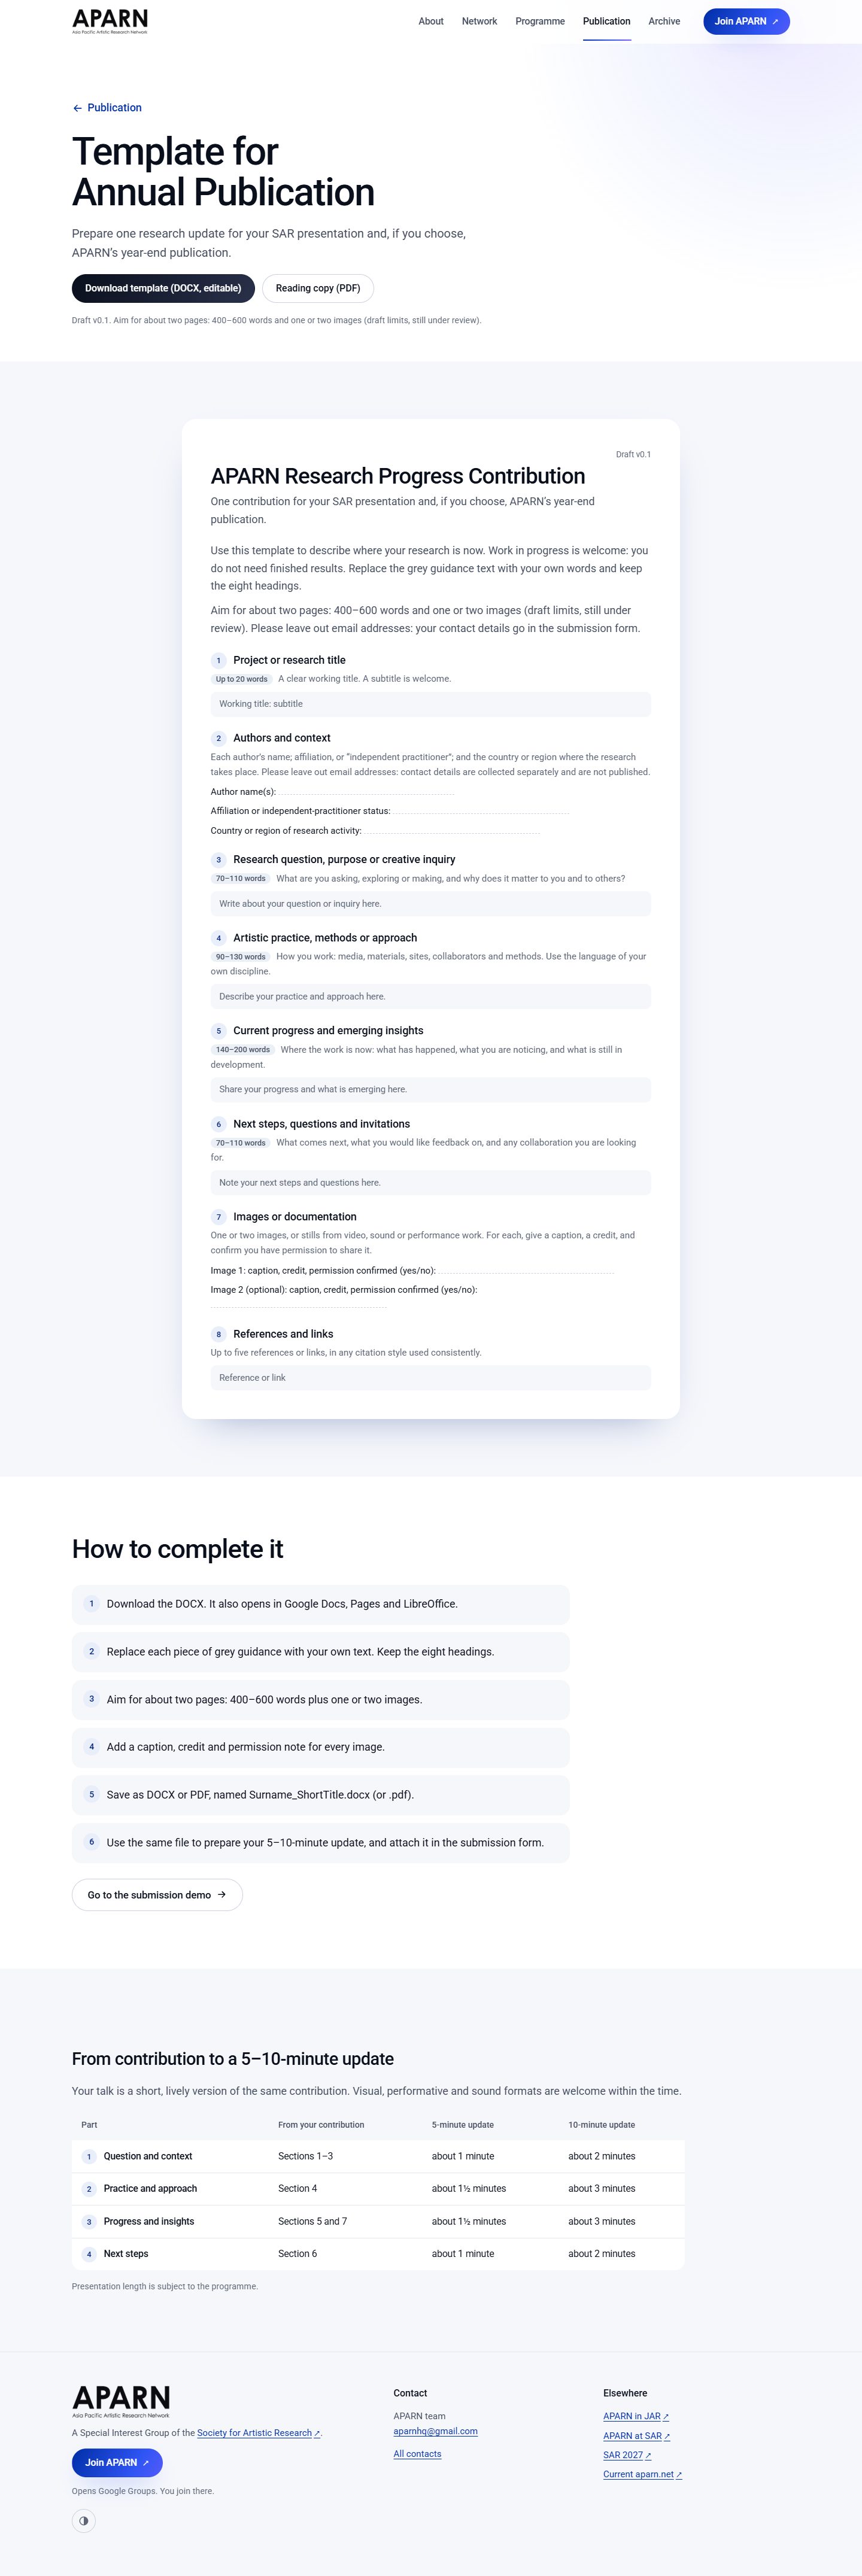 APARN
Asia Pacific Artistic Research Network
About
Network
Programme
Publication
Archive
Join APARN ↗
← Publication
Template for
Annual Publication
Prepare one research update for your SAR presentation and, if you choose,
APARN’s year-end publication.
Download template (DOCX, editable)
Reading copy (PDF)
Draft v0.1. Aim for about two pages: 400–600 words and one or two images (draft limits, still under review).
Draft v0.1
APARN Research Progress Contribution
One contribution for your SAR presentation and, if you choose, APARN’s year-end
publication.
Use this template to describe where your research is now. Work in progress is welcome: you
do not need finished results. Replace the grey guidance text with your own words and keep
the eight headings.
Aim for about two pages: 400–600 words and one or two images (draft limits, still under
review). Please leave out email addresses: your contact details go in the submission form.
1 Project or research title
Up to 20 words A clear working title. A subtitle is welcome.
Working title: subtitle
2 Authors and context
Each author’s name; affiliation, or “independent practitioner”; and the country or region where the research
takes place. Please leave out email addresses: contact details are collected separately and are not published.
Author name(s):
Affiliation or independent-practitioner status:
Country or region of research activity:
3 Research question, purpose or creative inquiry
70–110 words What are you asking, exploring or making, and why does it matter to you and to others?
Write about your question or inquiry here.
4 Artistic practice, methods or approach
90–130 words How you work: media, materials, sites, collaborators and methods. Use the language of your
own discipline.
Describe your practice and approach here.
5 Current progress and emerging insights
140–200 words Where the work is now: what has happened, what you are noticing, and what is still in
development.
Share your progress and what is emerging here.
6 Next steps, questions and invitations
70–110 words What comes next, what you would like feedback on, and any collaboration you are looking
for.
Note your next steps and questions here.
7 Images or documentation
One or two images, or stills from video, sound or performance work. For each, give a caption, a credit, and
confirm you have permission to share it.
Image 1: caption, credit, permission confirmed (yes/no):
Image 2 (optional): caption, credit, permission confirmed (yes/no):
8 References and links
Up to five references or links, in any citation style used consistently.
Reference or link
How to complete it
1 Download the DOCX. It also opens in Google Docs, Pages and LibreOffice.
2 Replace each piece of grey guidance with your own text. Keep the eight headings.
3 Aim for about two pages: 400–600 words plus one or two images.
4 Add a caption, credit and permission note for every image.
5 Save as DOCX or PDF, named Surname_ShortTitle.docx (or .pdf).
6 Use the same file to prepare your 5–10-minute update, and attach it in the submission form.
Go to the submission demo →
From contribution to a 5–10-minute update
Your talk is a short, lively version of the same contribution. Visual, performative and sound formats are welcome within the time.
Part From your contribution 5-minute update 10-minute update
1 Question and context Sections 1–3 about 1 minute about 2 minutes
2 Practice and approach Section 4 about 1½ minutes about 3 minutes
3 Progress and insights Sections 5 and 7 about 1½ minutes about 3 minutes
4 Next steps Section 6 about 1 minute about 2 minutes
Presentation length is subject to the programme.
APARN
Asia Pacific Artistic Research Network
A Special Interest Group of the Society for Artistic Research ↗.
Join APARN ↗
Opens Google Groups. You join there.
Contact
APARN team
aparnhq@gmail.com
All contacts
Elsewhere
APARN in JAR ↗
APARN at SAR ↗
SAR 2027 ↗
Current aparn.net ↗